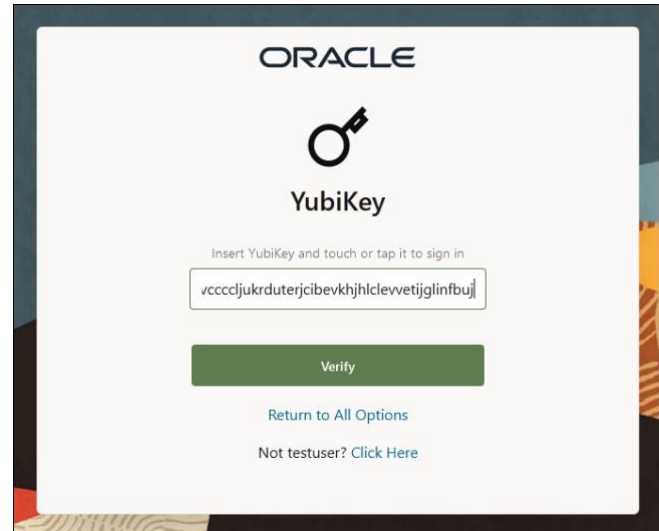 ORACLE
YubiKey
Insert YubiKey and touch or tap it to sign in
vccccljukrduterjcibevkhjhlclevvetijglinfbuj
Verify
Return to All Options
Not testuser? Click Here